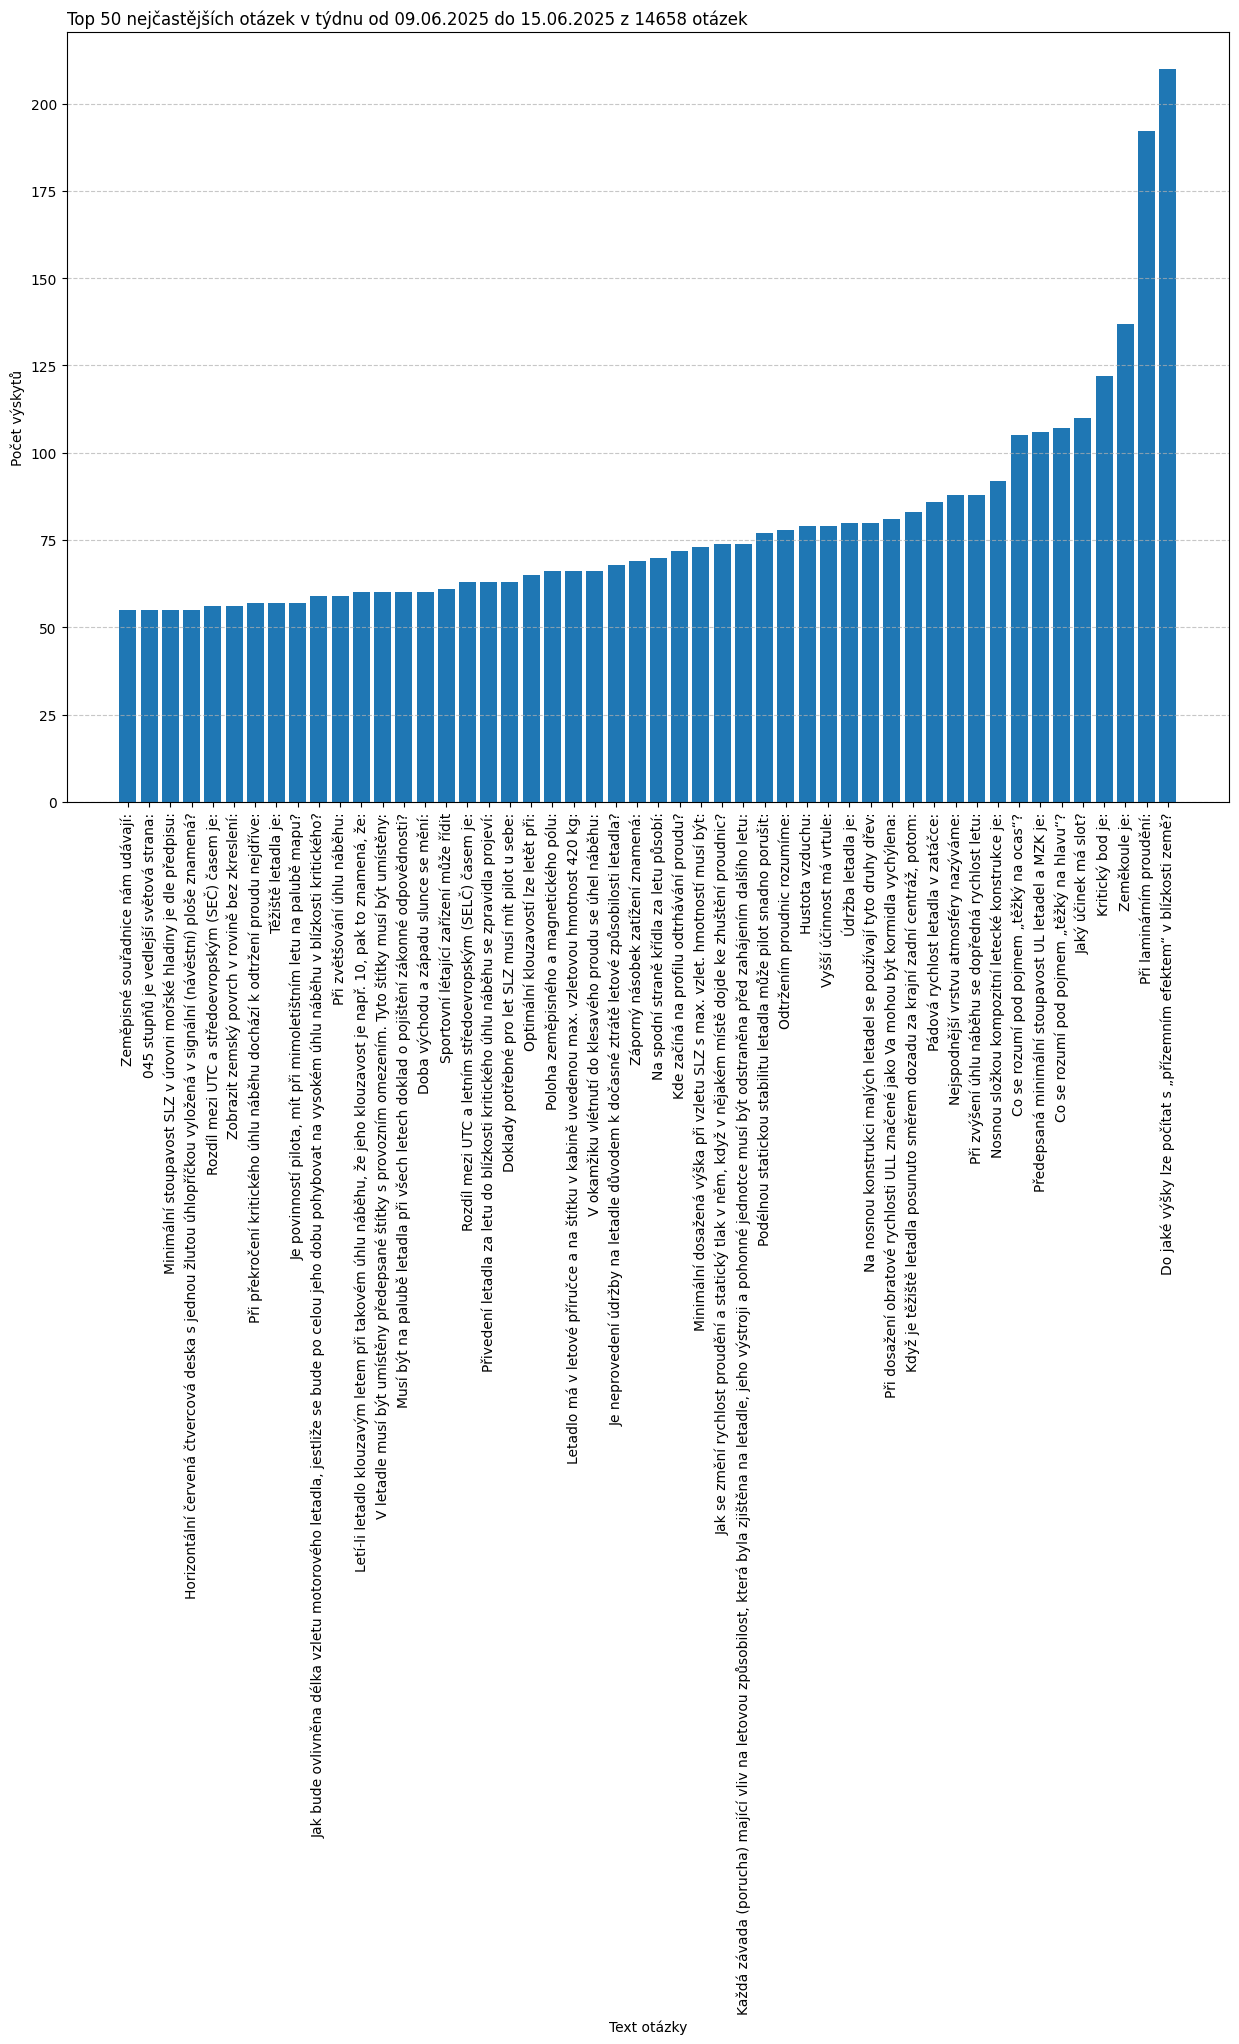 Top 50 nejčastějších otázek v týdnu od 09.06.2025 do 15.06.2025 z 14658 otázek
Počet výskytů
200
175
150
125
100
75
50
25
0
Zeměpisné souřadnice nám udávají:
045 stupňů je vedlejší světová strana:
Minimální stoupavost SLZ v úrovni mořské hladiny je dle předpisu:
Horizontální červená čtvercová deska s jednou žlutou úhlopříčkou vyložená v signální (návěstní) ploše znamená?
Rozdíl mezi UTC a středoevropským (SEČ) časem je:
Zobrazit zemský povrch v rovině bez zkreslení:
Při překročení kritického úhlu náběhu dochází k odtržení proudu nejdříve:
Těžiště letadla je:
Je povinností pilota, mít při mimoletištním letu na palubě mapu?
Jak bude ovlivněna délka vzletu motorového letadla, jestliže se bude po celou jeho dobu pohybovat na vysokém úhlu náběhu v blízkosti kritického?
Při zvětšování úhlu náběhu:
Letí-li letadlo klouzavým letem při takovém úhlu náběhu, že jeho klouzavost je např. 10, pak to znamená, že:
V letadle musí být umístěny předepsané štítky s provozním omezením. Tyto štítky musí být umístěny:
Musí být na palubě letadla při všech letech doklad o pojištění zákonné odpovědnosti?
Doba východu a západu slunce se mění:
Sportovní létající zařízení může řídit
Rozdíl mezi UTC a letním středoevropským (SELČ) časem je:
Přivedení letadla za letu do blízkosti kritického úhlu náběhu se zpravidla projeví:
Doklady potřebné pro let SLZ musí mít pilot u sebe:
Optimální klouzavostí lze letět při:
Poloha zeměpisného a magnetického pólu:
Letadlo má v letové příručce a na štítku v kabině uvedenou max. vzletovou hmotnost 420 kg:
V okamžiku vlétnutí do klesavého proudu se úhel náběhu:
Je neprovedení údržby na letadle důvodem k dočasné ztrátě letové způsobilosti letadla?
Záporný násobek zatížení znamená:
Na spodní straně křídla za letu působí:
Kde začíná na profilu odtrhávání proudu?
Minimální dosažená výška při vzletu SLZ s max. vzlet. hmotností musí být:
Jak se změní rychlost proudění a statický tlak v něm, když v nějakém místě dojde ke zhuštění proudnic?
Každá závada (porucha) mající vliv na letovou způsobilost, která byla zjištěna na letadle, jeho výstroji a pohonné jednotce musí být odstraněna před zahájením dalšího letu:
Podélnou statickou stabilitu letadla může pilot snadno porušit:
Odtržením proudnic rozumíme:
Hustota vzduchu:
Vyšší účinnost má vrtule:
Údržba letadla je:
Na nosnou konstrukci malých letadel se používají tyto druhy dřev:
Při dosažení obratové rychlosti ULL značené jako Va mohou být kormidla vychýlena:
Když je těžiště letadla posunuto směrem dozadu za krajní zadní centráž, potom:
Pádová rychlost letadla v zatáčce:
Nejspodnější vrstvu atmosféry nazýváme:
Při zvýšení úhlu náběhu se dopředná rychlost letu:
Nosnou složkou kompozitní letecké konstrukce je:
Co se rozumí pod pojmem „těžký na ocas“?
Předepsaná minimální stoupavost UL letadel a MZK je:
Co se rozumí pod pojmem „těžký na hlavu“?
Jaký účinek má slot?
Kritický bod je:
Zeměkoule je:
Při laminárním proudění:
Do jaké výšky lze počítat s „přízemním efektem“ v blízkosti země?
Text otázky